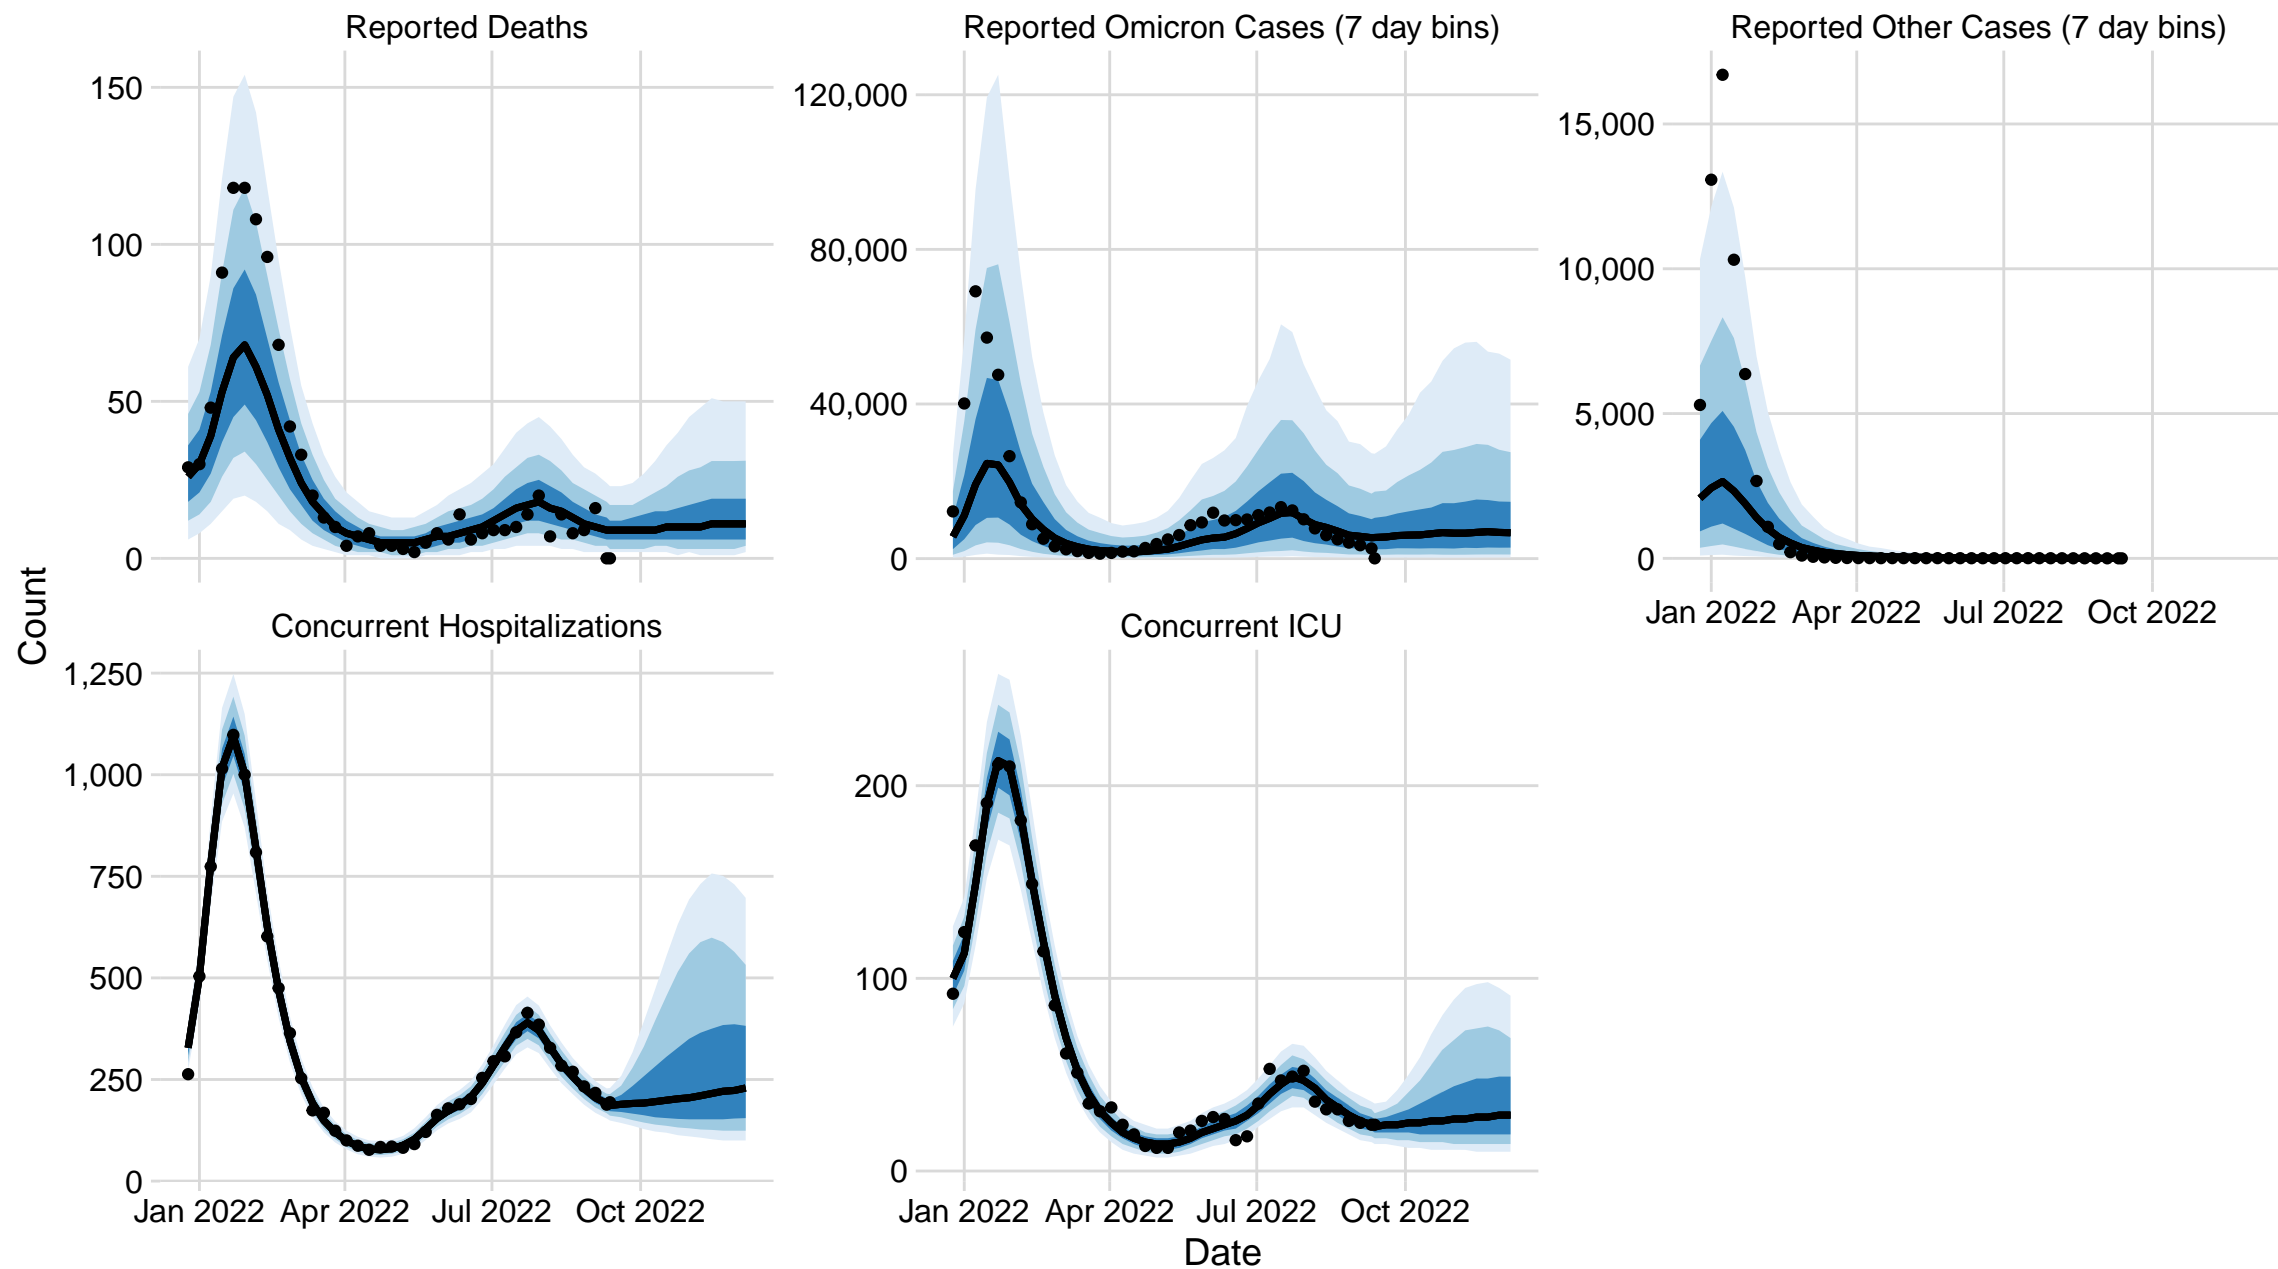 Reported Deaths
Reported Omicron Cases (7 day bins)
Reported Other Cases (7 day bins)
150
100
50
0
120,000
80,000
40,000
0
15,000
10,000
5,000
0
Jan 2022 Apr 2022 Jul 2022 Oct 2022
Count
Concurrent Hospitalizations
Concurrent ICU
1,250
1,000
750
500
250
0
200
100
0
Jan 2022 Apr 2022 Jul 2022 Oct 2022
Jan 2022 Apr 2022 Jul 2022 Oct 2022
Date